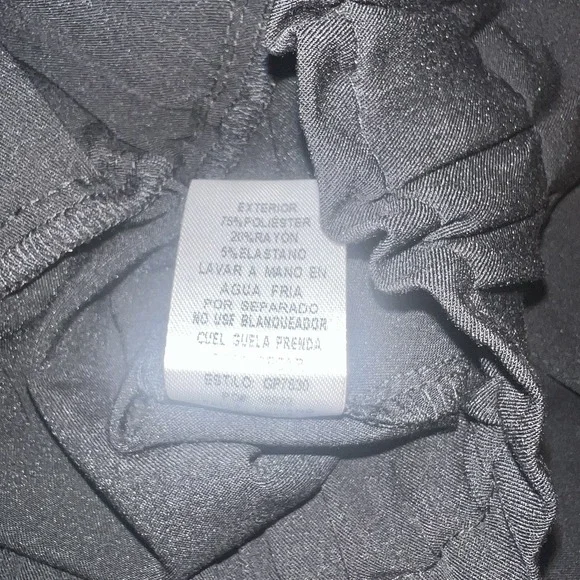 EXTERIOR
75%POLIESTER
20%RAYON
5%ELASTANO
LAVAR A MANO EN
AGUA FRIA
POR SEPARADO
NO USE BLANQUEADOR
CUEL GUELA PRENDA
ESTILO: GP7830